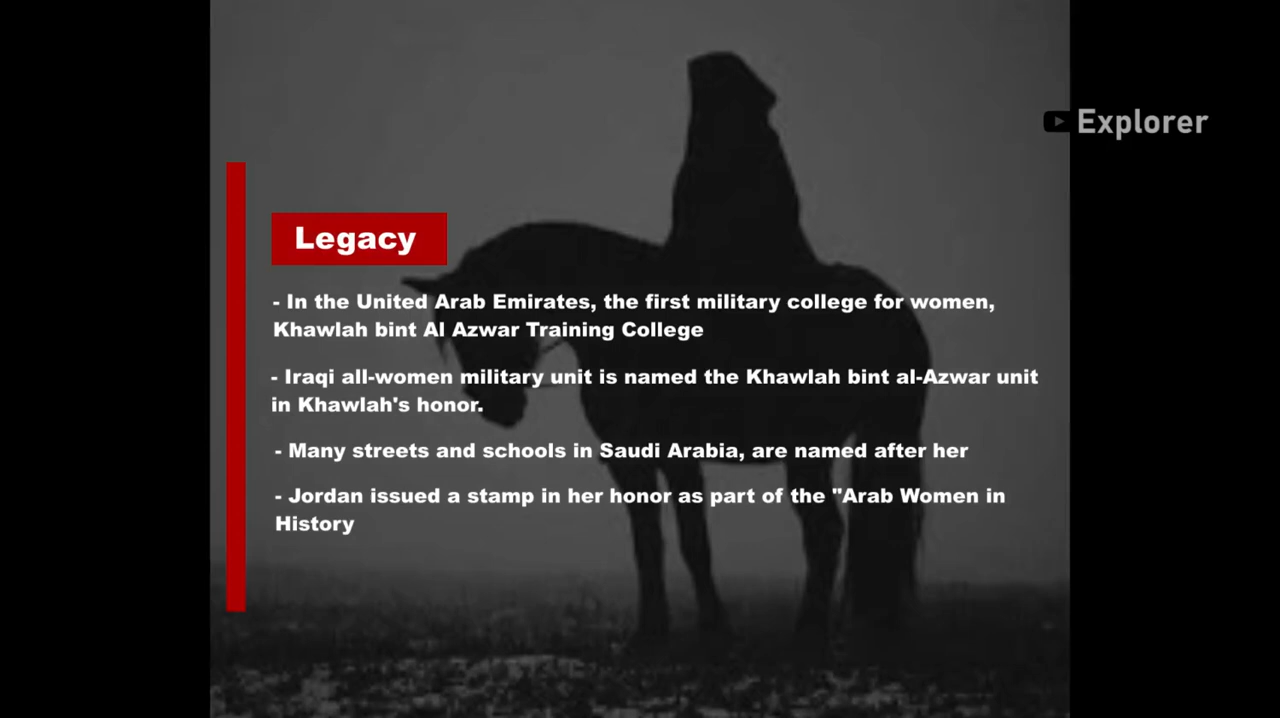 Explorer
Legacy
- In the United Arab Emirates, the first military college for women,
Khawlah bint Al Azwar Training College
- Iraqi all-women military unit is named the Khawlah bint al-Azwar unit
in Khawlah's honor.
- Many streets and schools in Saudi Arabia, are named after her
- Jordan issued a stamp in her honor as part of the "Arab Women in
History